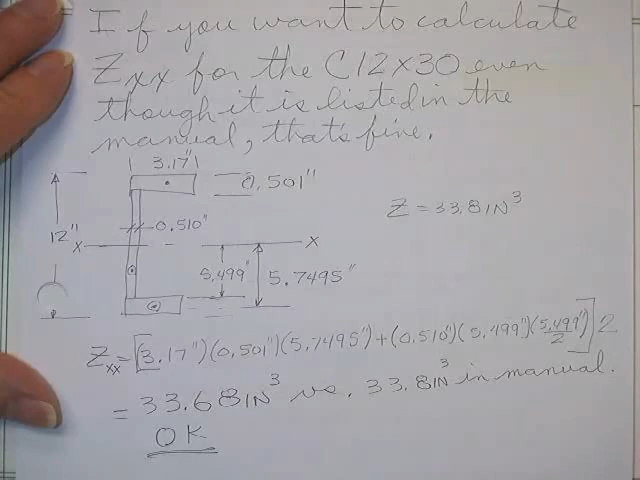 If you want to calculate
Zxx for the C12x30 even
though it is listed in the
manual, that's fine.
3.17"
0.501"
Z = 33.8 IN³
0.510"
12"
X X
5.499" 5.7495"
Zxx = [(3.17")(0.501")(5.7495") + (0.510")(5.499")(5.499"/2)]2
= 33.68 IN³ vs. 33.8 IN³ in manual.
OK